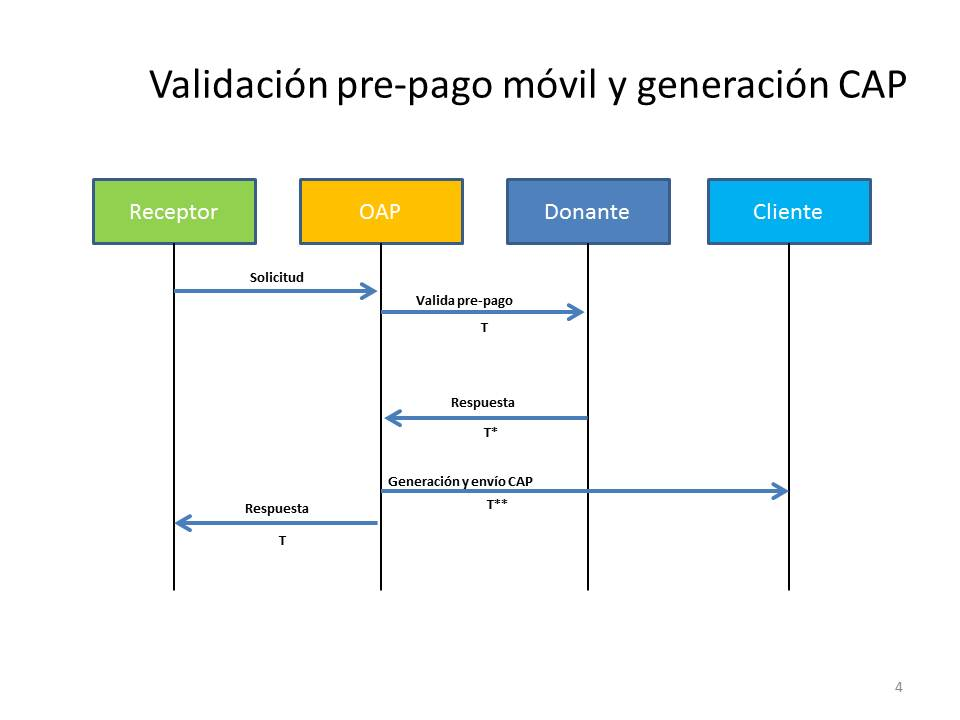 Validación pre-pago móvil y generación CAP
Receptor
OAP
Donante
Cliente
Solicitud
Valida pre-pago
T
Respuesta
T*
Generación y envío CAP
T**
Respuesta
T
4